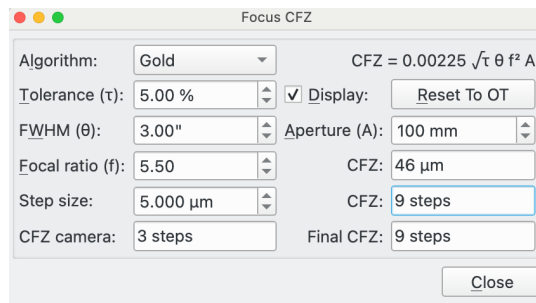 Focus CFZ
Algorithm: Gold CFZ = 0.00225 √τ θ f² A
Tolerance (τ): 5.00 % Display: Reset To OT
FWHM (θ): 3.00" Aperture (A): 100 mm
Focal ratio (f): 5.50 CFZ: 46 µm
Step size: 5.000 µm CFZ: 9 steps
CFZ camera: 3 steps Final CFZ: 9 steps
Close